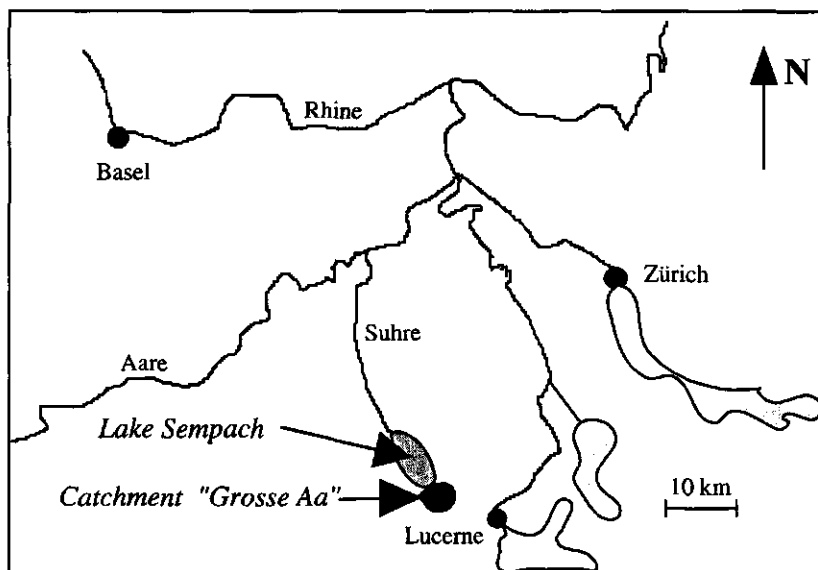 N
Rhine
Basel
Zürich
Suhre
Aare
Lake Sempach
10 km
Catchment "Grosse Aa"
Lucerne